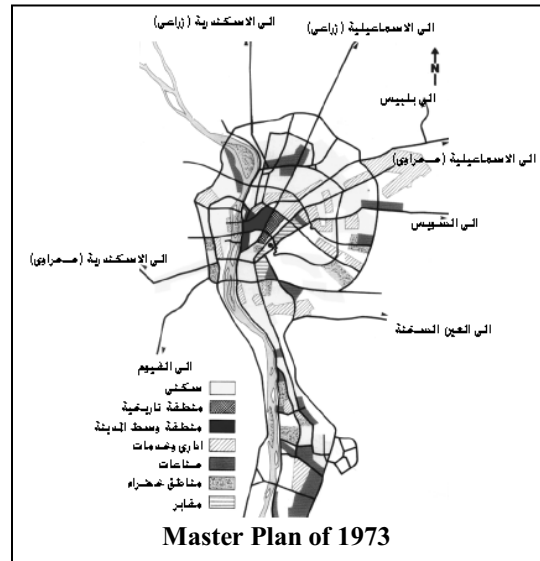 الى الاسكندرية (زراعى)
الى الاسماعيلية (زراعى)
N
الى بلبيس
الى الاسماعيلية (صحراوى)
الى السويس
الى الاسكندرية (صحراوى)
الى العين السخنة
الى الفيوم
سكنى
منطقة تاريخية
منطقة وسط المدينة
ادارى وخدمات
صناعات
مناطق خضراء
مقابر
Master Plan of 1973